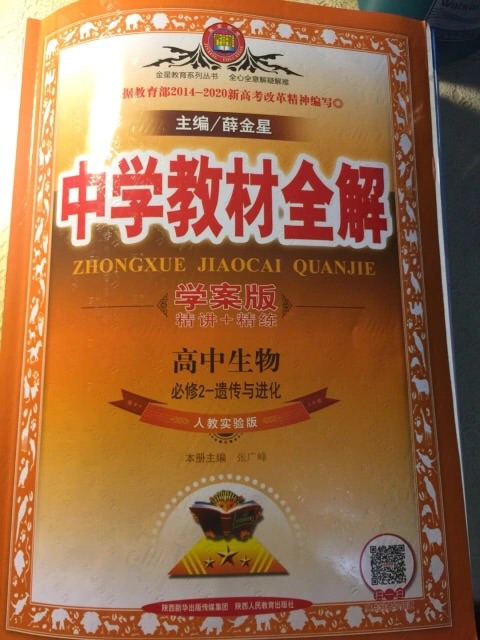 金星教育系列丛书 全心全意解疑解难
据教育部2014-2020新高考改革精神编写
主编/薛金星
中学教材全解
ZHONGXUE JIAOCAI QUANJIE
学案版
精讲+精练
高中生物
必修2-遗传与进化
人教实验版
本册主编 张广峰
扫一扫
陕西新华出版传媒集团 陕西人民教育出版社